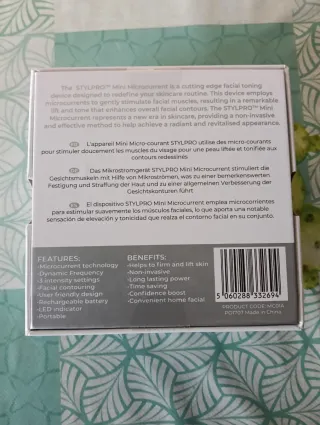 The STYLPRO™ Mini Microcurrent is a cutting edge facial toning
device designed to redefine your skincare routine. This device employs
microcurrents to gently stimulate facial muscles, resulting in a remarkable
lift and tone that enhances overall facial contours. The STYLPRO™ Mini
Microcurrent represents a new era in skincare, providing a non-invasive
and effective method to help achieve a radiant and revitalised appearance.
L'appareil Mini Micro-courant STYLPRO utilise des micro-courants
pour stimuler doucement les muscles du visage pour une peau liftée et tonifiée aux
contours redessinés
Das Mikrostromgerät STYLPRO Mini Microcurrent stimuliert die
Gesichtsmuskeln mit Hilfe von Mikroströmen, was zu einer bemerkenswerten
Festigung und Straffung der Haut und zu einer allgemeinen Verbesserung der
Gesichtskonturen führt
El dispositivo STYLPRO Mini Microcurrent emplea microcorrientes
para estimular suavemente los músculos faciales, lo que aporta una notable
sensación de elevación y tonicidad que realza el contorno facial en su conjunto.
FEATURES:
-Microcurrent technology
-Dynamic Frequency
-3 intensity settings
-Facial contouring
-User friendly design
-Rechargeable battery
-LED indicator
-Portable
BENEFITS:
-Helps to firm and lift skin
-Non-invasive
-Long lasting power
-Time saving
-Confidence boost
-Convenient home facial
5 060288 332694
PRODUCT CODE: MC01A
Made in China